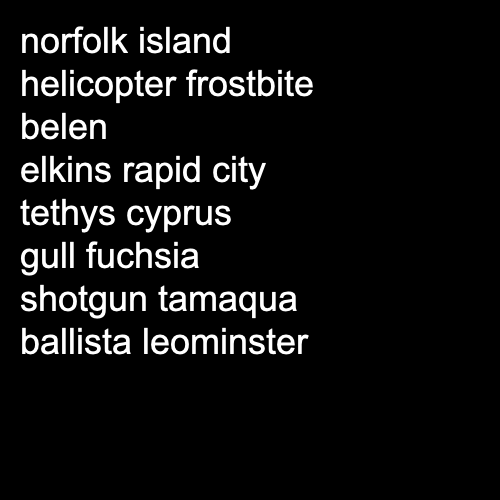 norfolk island
helicopter frostbite
belen
elkins rapid city
tethys cyprus
gull fuchsia
shotgun tamaqua
ballista leominster